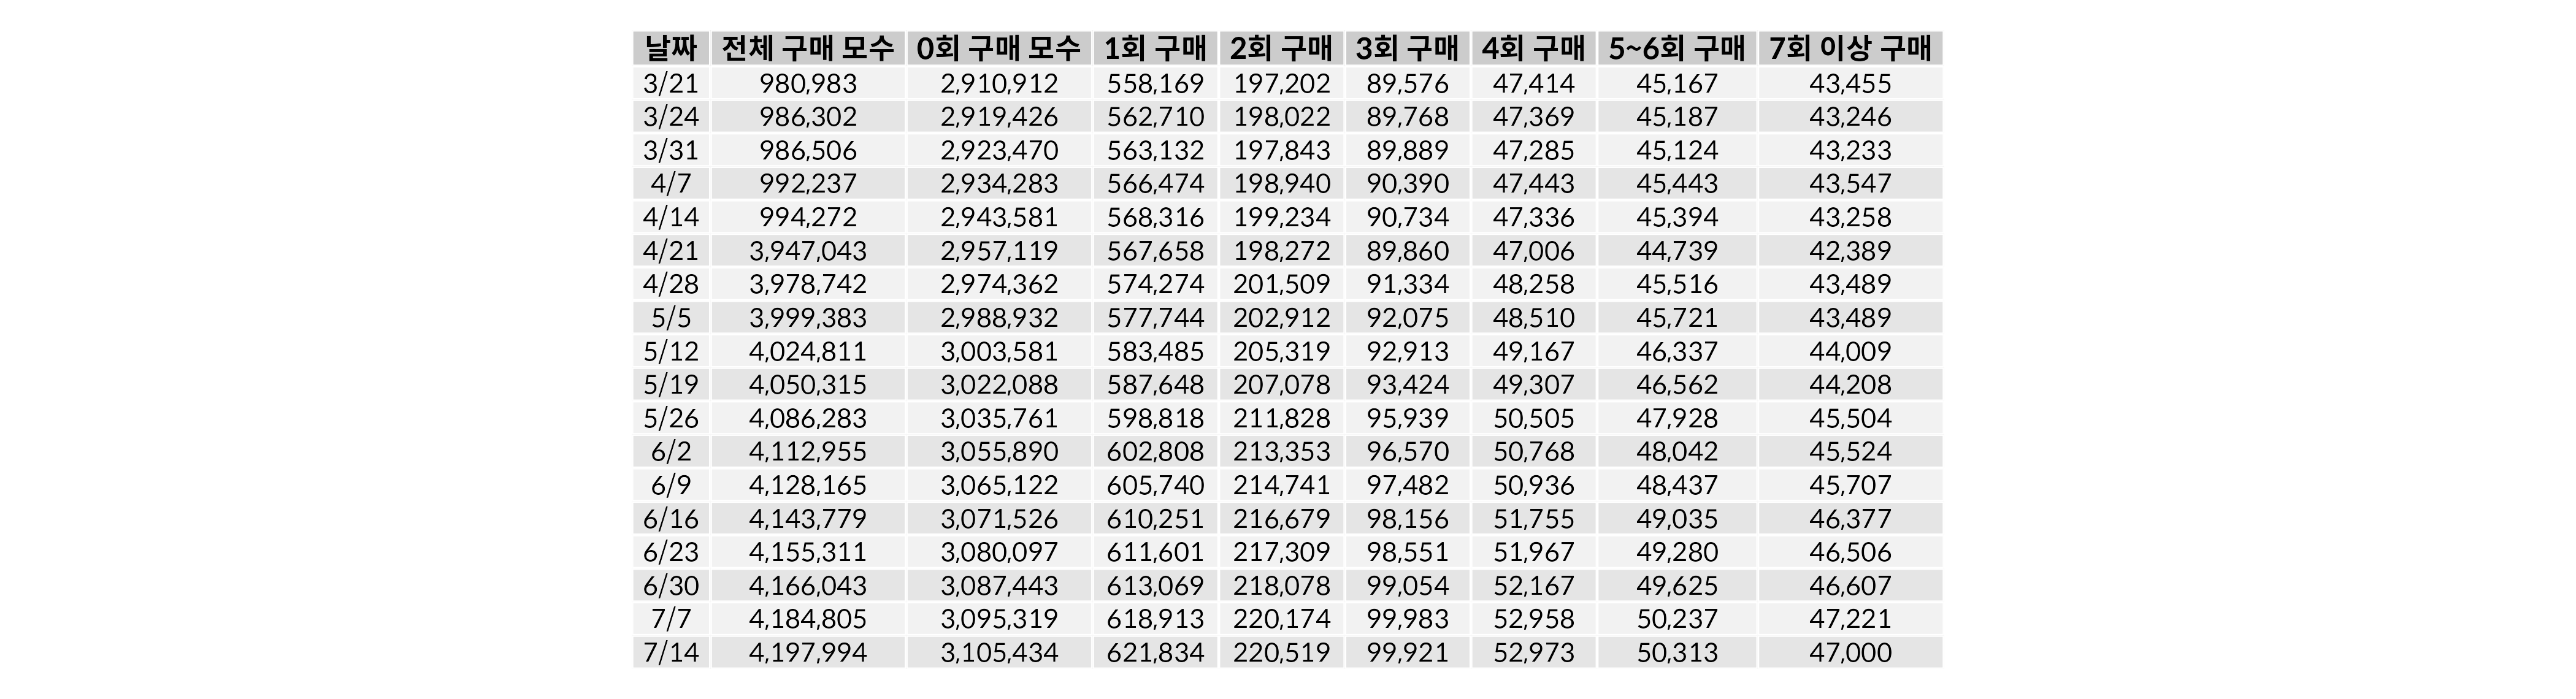 날짜 전체 구매 모수 0회 구매 모수 1회 구매 2회 구매 3회 구매 4회 구매 5~6회 구매 7회 이상 구매
3/21 980,983 2,910,912 558,169 197,202 89,576 47,414 45,167 43,455
3/24 986,302 2,919,426 562,710 198,022 89,768 47,369 45,187 43,246
3/31 986,506 2,923,470 563,132 197,843 89,889 47,285 45,124 43,233
4/7 992,237 2,934,283 566,474 198,940 90,390 47,443 45,443 43,547
4/14 994,272 2,943,581 568,316 199,234 90,734 47,336 45,394 43,258
4/21 3,947,043 2,957,119 567,658 198,272 89,860 47,006 44,739 42,389
4/28 3,978,742 2,974,362 574,274 201,509 91,334 48,258 45,516 43,489
5/5 3,999,383 2,988,932 577,744 202,912 92,075 48,510 45,721 43,489
5/12 4,024,811 3,003,581 583,485 205,319 92,913 49,167 46,337 44,009
5/19 4,050,315 3,022,088 587,648 207,078 93,424 49,307 46,562 44,208
5/26 4,086,283 3,035,761 598,818 211,828 95,939 50,505 47,928 45,504
6/2 4,112,955 3,055,890 602,808 213,353 96,570 50,768 48,042 45,524
6/9 4,128,165 3,065,122 605,740 214,741 97,482 50,936 48,437 45,707
6/16 4,143,779 3,071,526 610,251 216,679 98,156 51,755 49,035 46,377
6/23 4,155,311 3,080,097 611,601 217,309 98,551 51,967 49,280 46,506
6/30 4,166,043 3,087,443 613,069 218,078 99,054 52,167 49,625 46,607
7/7 4,184,805 3,095,319 618,913 220,174 99,983 52,958 50,237 47,221
7/14 4,197,994 3,105,434 621,834 220,519 99,921 52,973 50,313 47,000